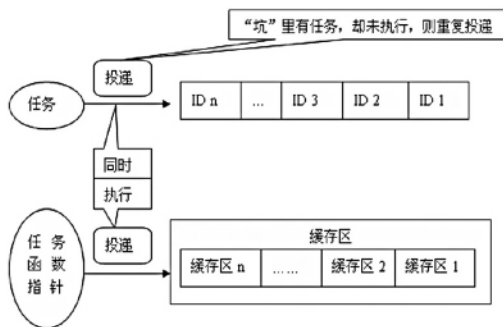 “坑”里有任务，却未执行，则重复投递
投递
任务
ID n … ID 3 ID 2 ID 1
同时
执行
任 务
函 数
指 针
投递
缓存区
缓存区 n …… 缓存区 2 缓存区 1